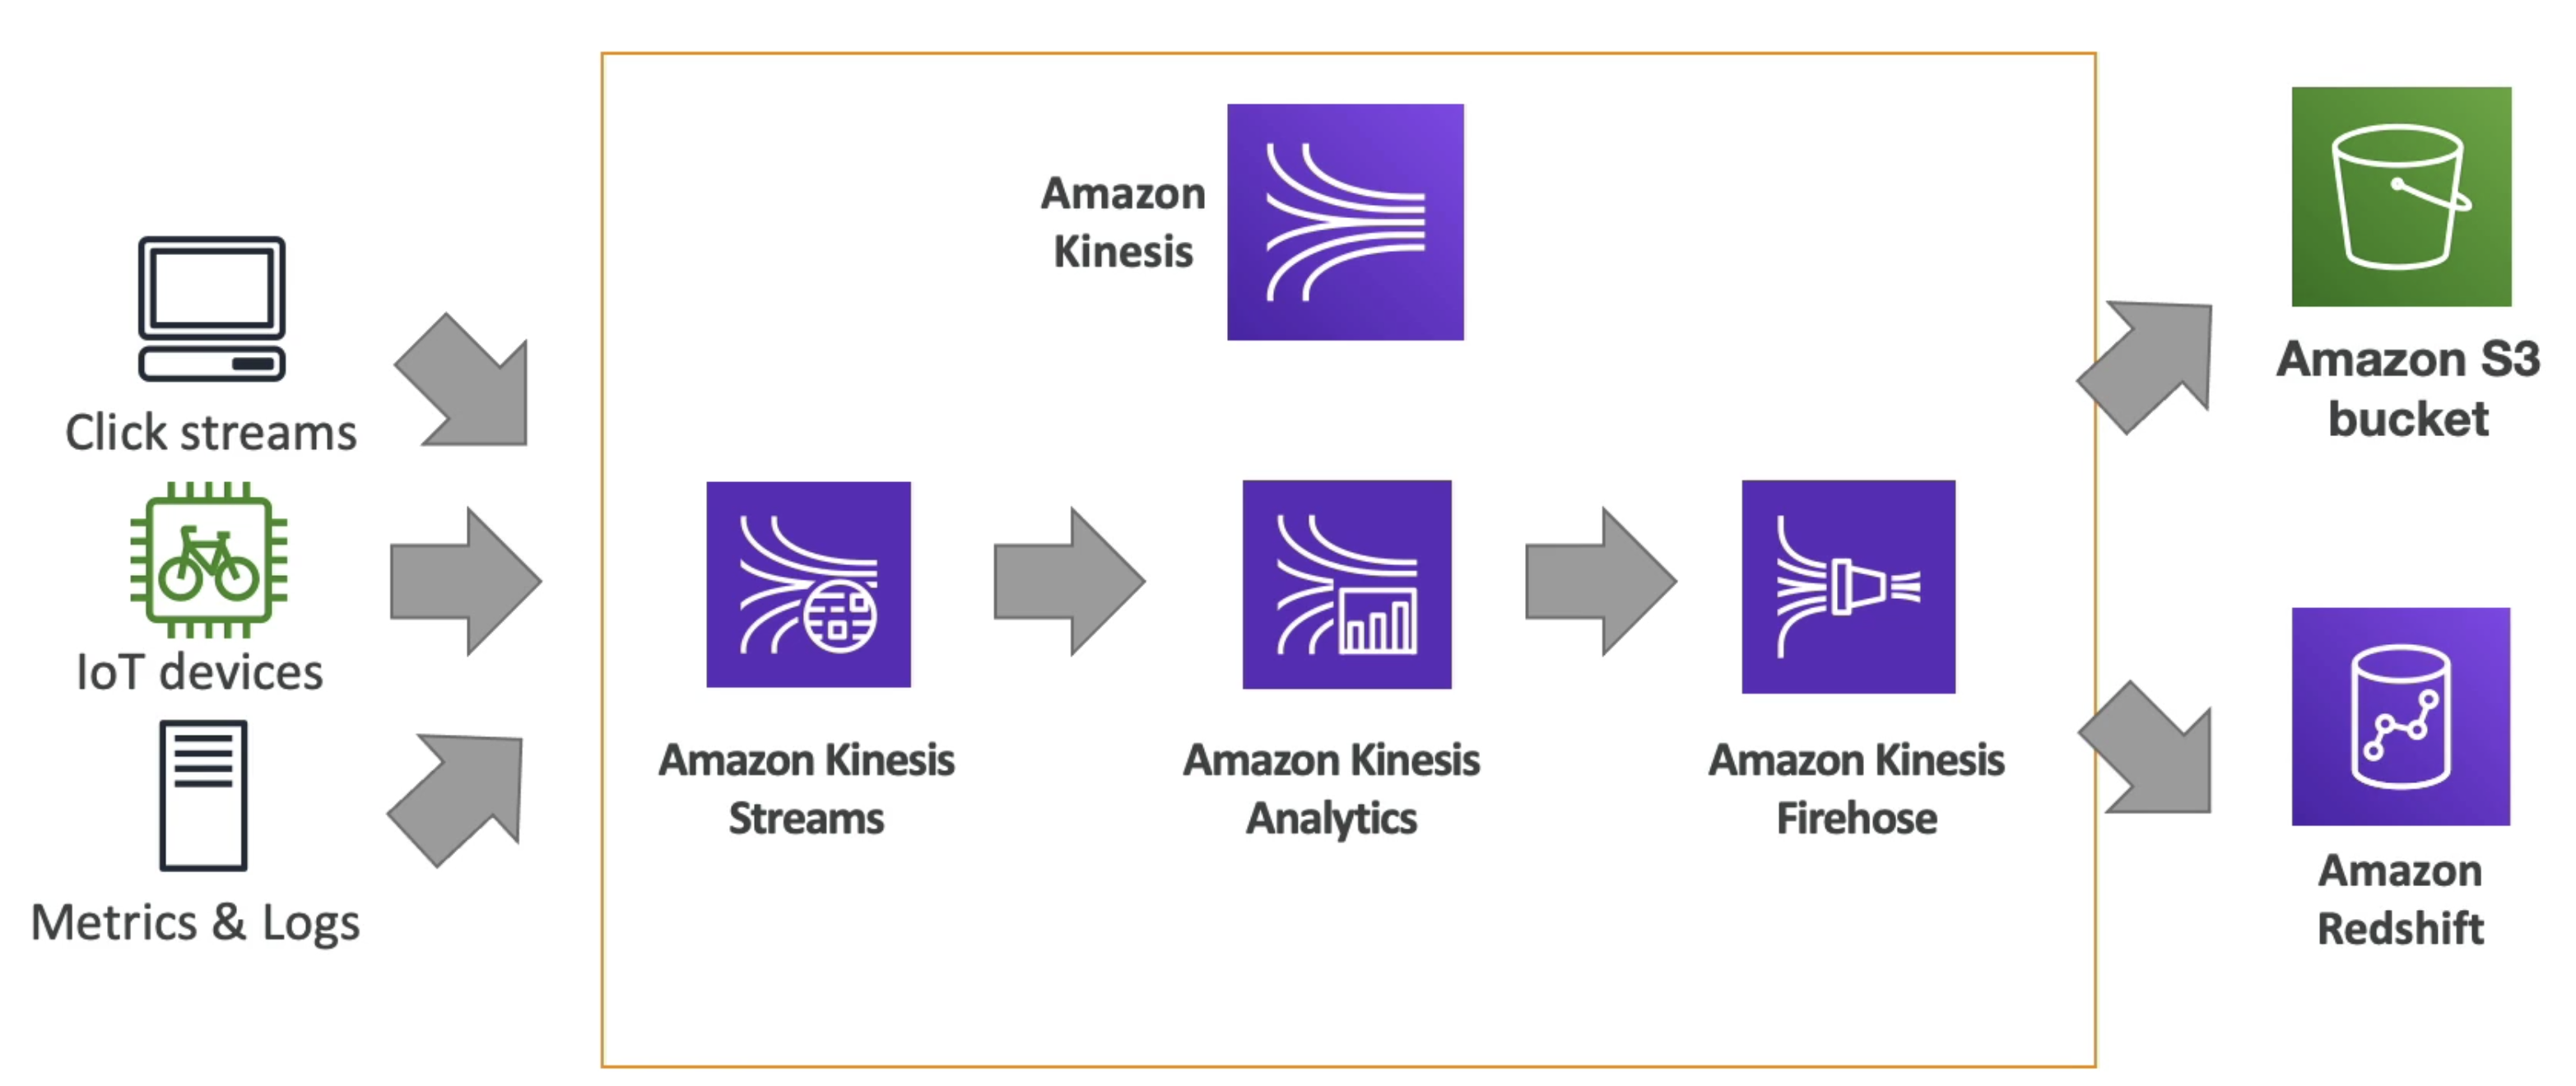 Amazon
Kinesis
Click streams
IoT devices
Metrics & Logs
Amazon Kinesis
Streams
Amazon Kinesis
Analytics
Amazon Kinesis
Firehose
Amazon S3
bucket
Amazon
Redshift